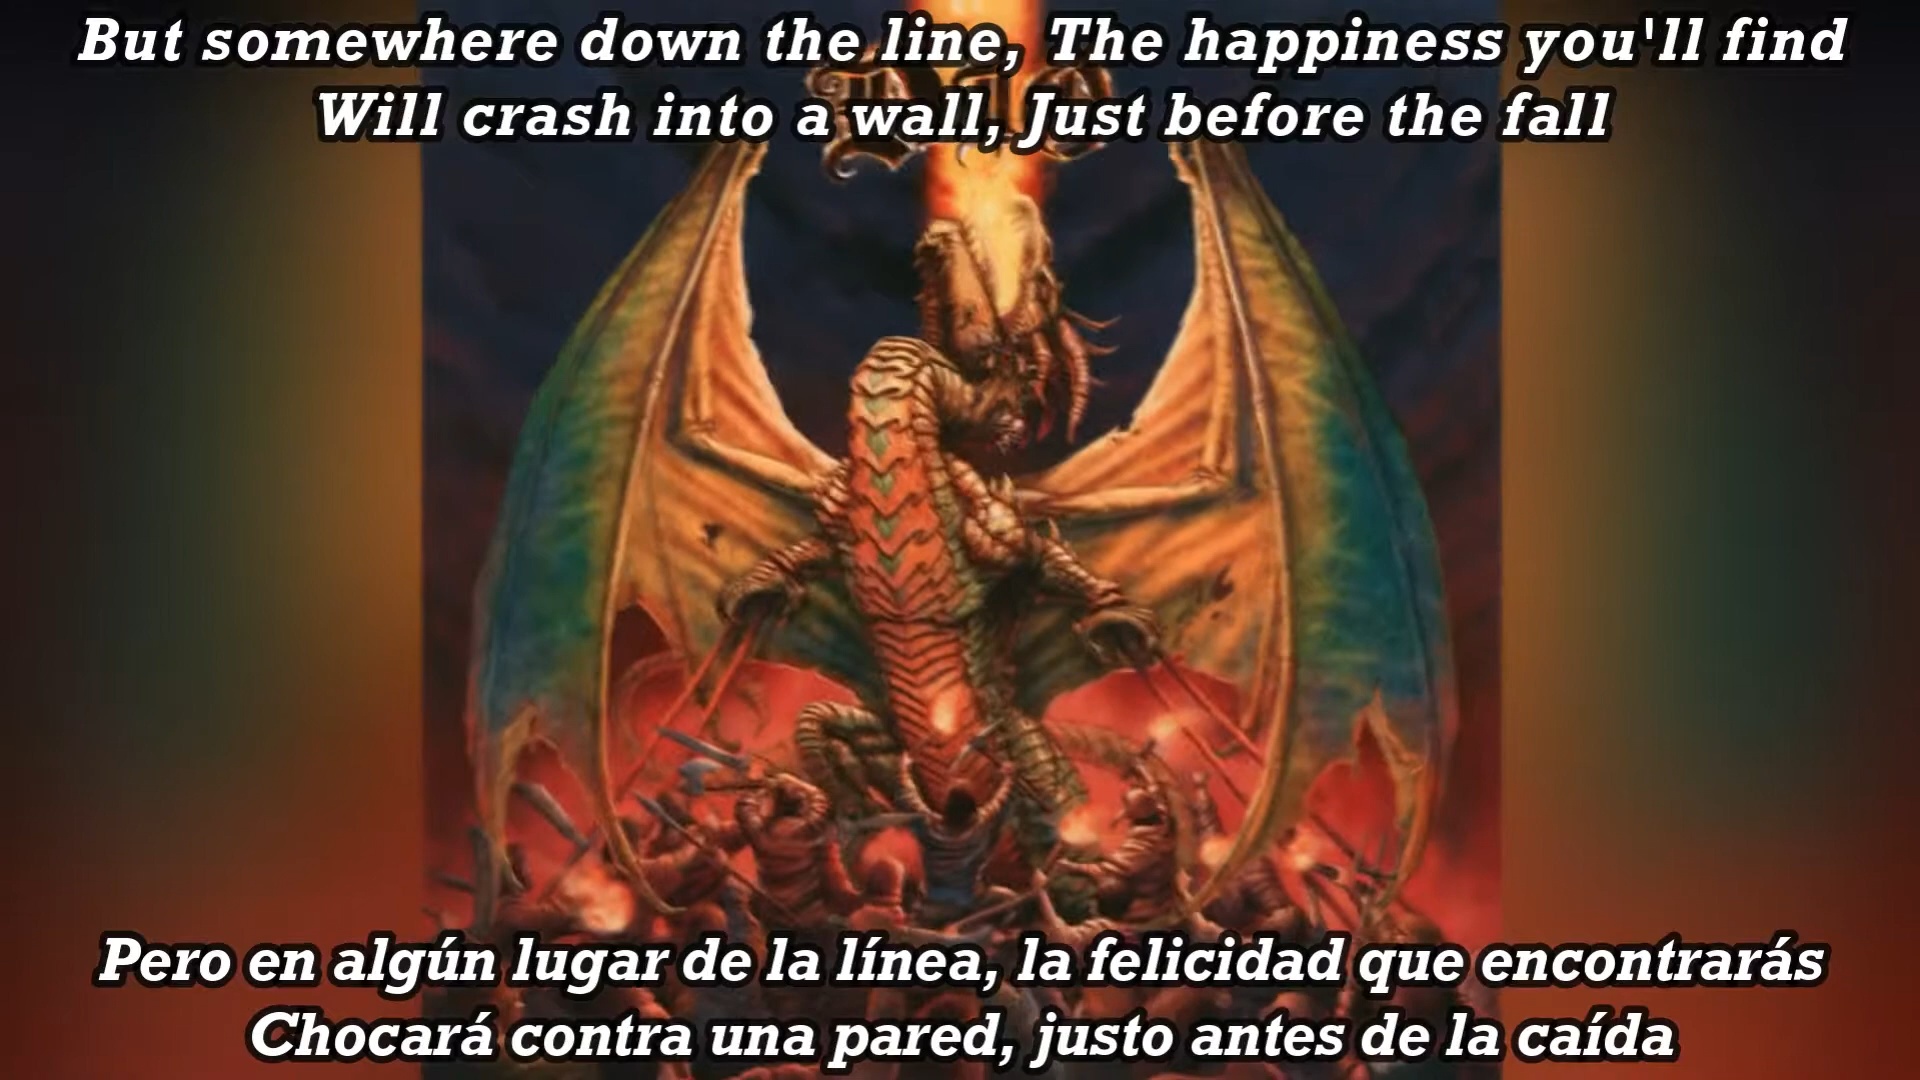 But somewhere down the line, The happiness you'll find
Will crash into a wall, Just before the fall
Pero en algún lugar de la línea, la felicidad que encontrarás
Chocará contra una pared, justo antes de la caída